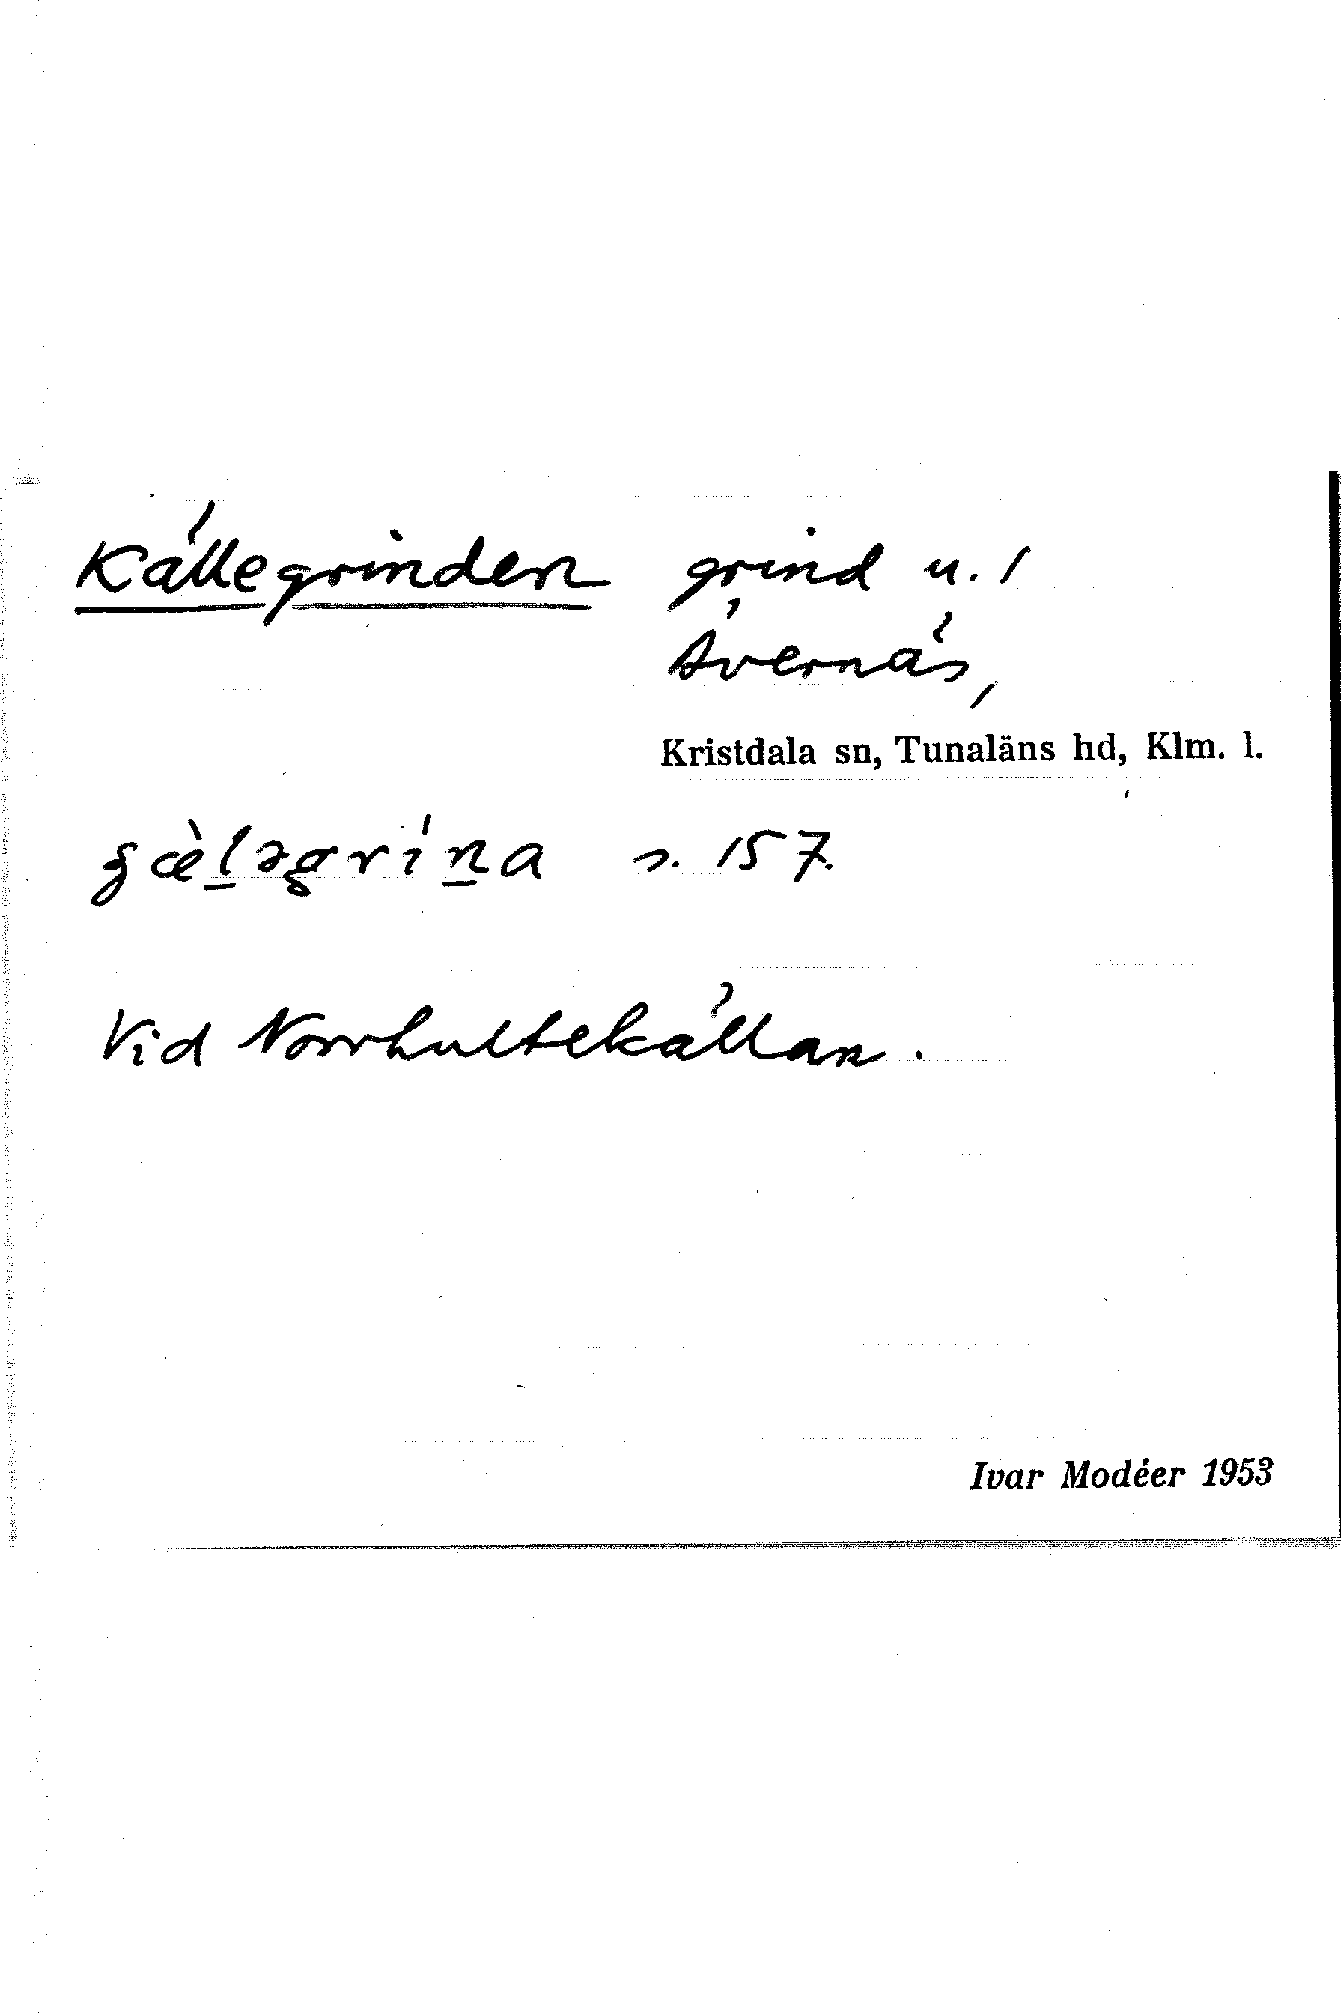 Källegrinden grind u. 1
Övernäs,
Kristdala sn, Tunaläns hd, Klm. l.
s. 157.
Vid Norrhultekällan.
Ivar Modéer 1953